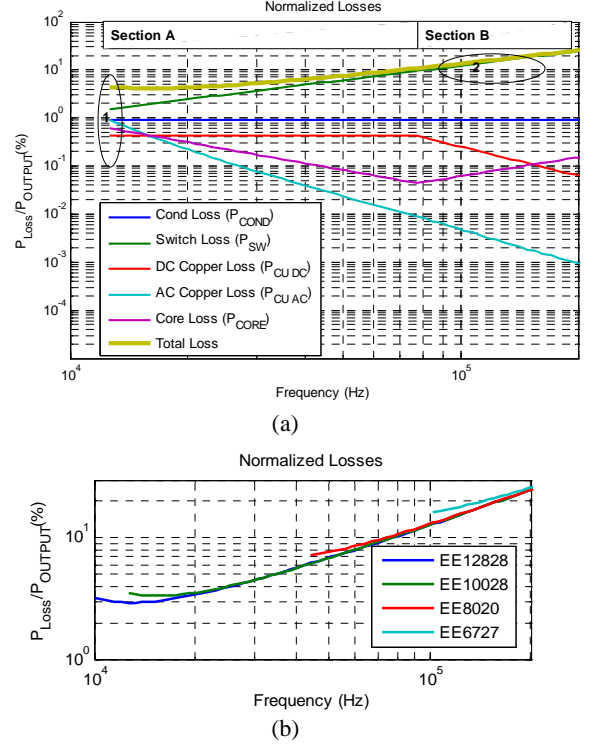 Normalized Losses
Section A
Section B
10^2
10^1
10^0
10^-1
10^-2
10^-3
10^-4
P_Loss/P_OUTPUT(%)
1
2
Cond Loss (P_COND)
Switch Loss (P_SW)
DC Copper Loss (P_CU DC)
AC Copper Loss (P_CU AC)
Core Loss (P_CORE)
Total Loss
10^4
10^5
Frequency (Hz)
(a)
Normalized Losses
10^1
10^0
P_Loss/P_OUTPUT(%)
EE12828
EE10028
EE8020
EE6727
10^4
10^5
Frequency (Hz)
(b)